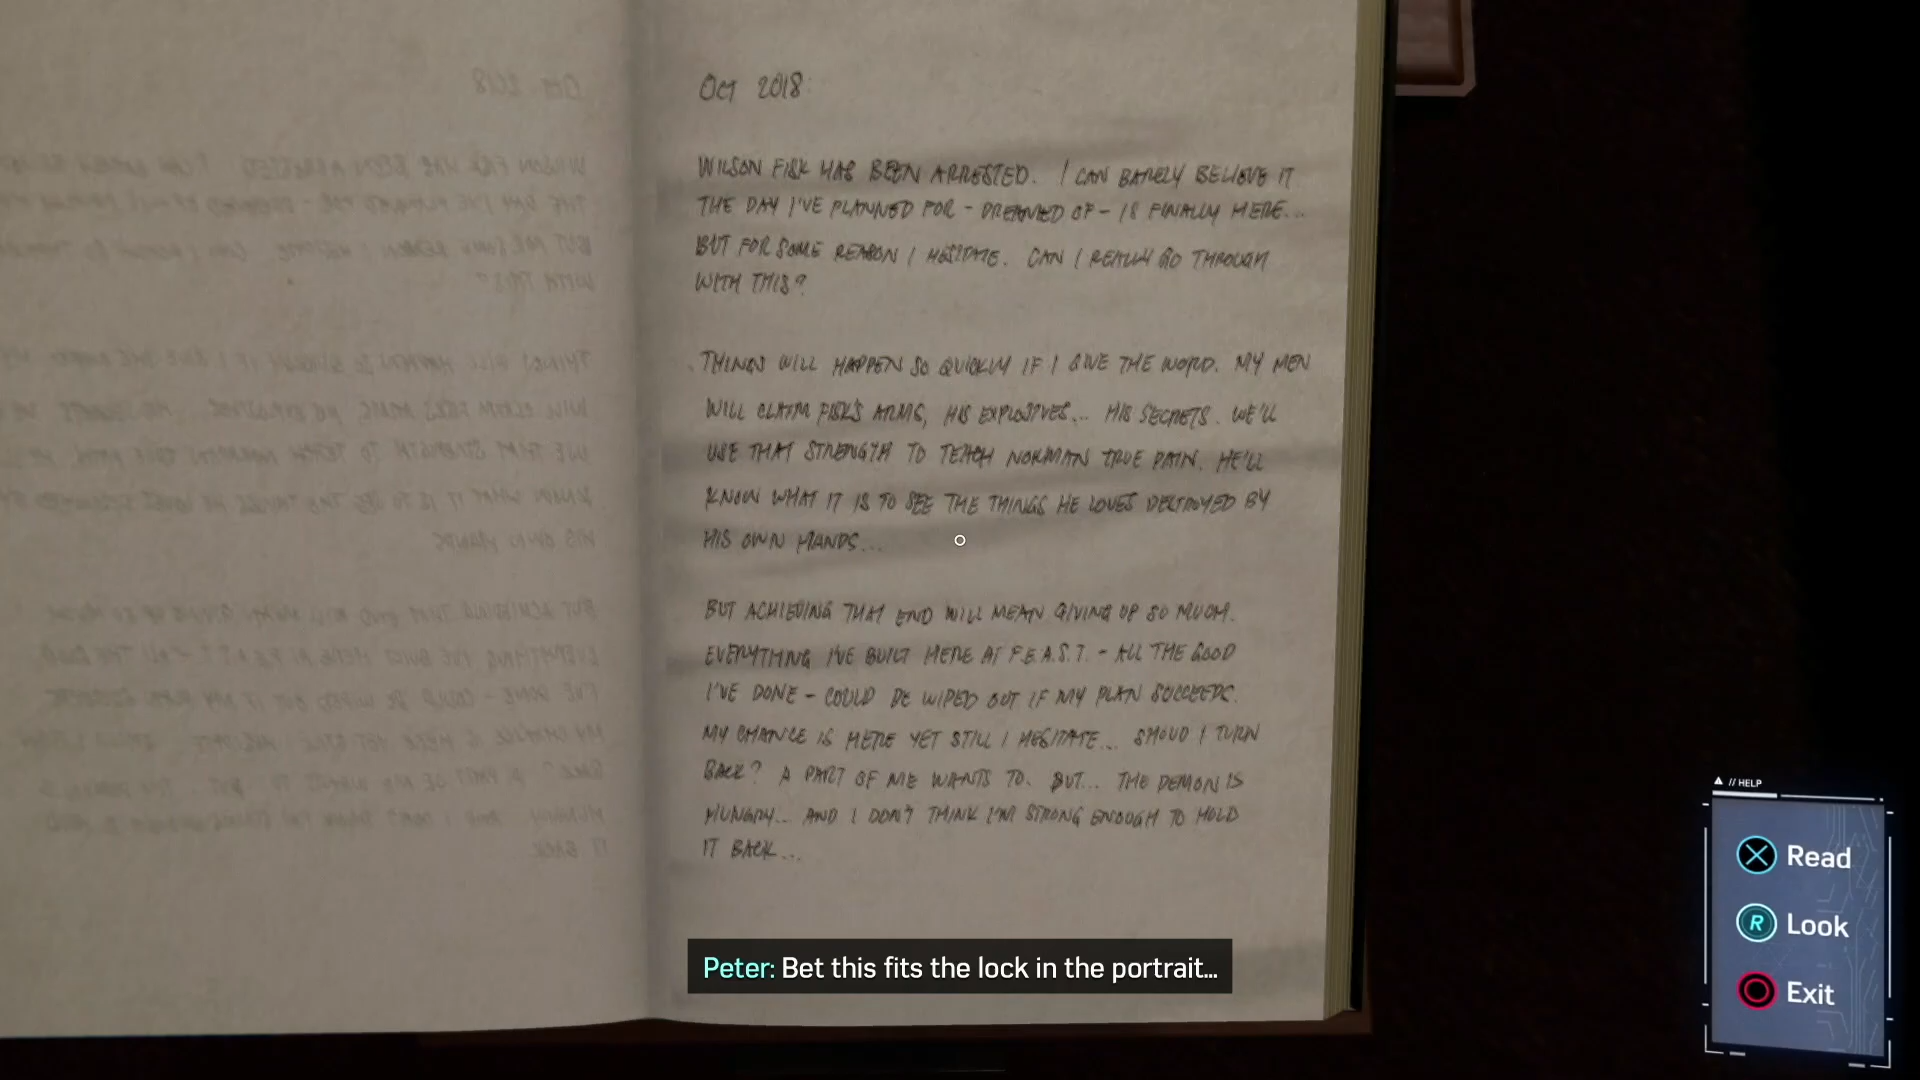 Oct 2018:
WILSON FISK HAS BEEN ARRESTED. I CAN BARELY BELIEVE IT
THE DAY I'VE PLANNED FOR - DREAMED OF - IS FINALLY HERE...
BUT FOR SOME REASON I HESITATE. CAN I REALLY GO THROUGH
WITH THIS?
THINGS WILL HAPPEN SO QUICKLY IF I GIVE THE WORD. MY MEN
WILL CLAIM FISK'S ARMS, HIS EXPLOSIVES... HIS SECRETS. WE'LL
USE THAT STRENGTH TO TEACH NORMAN TRUE PAIN. HE'LL
KNOW WHAT IT IS TO SEE THE THINGS HE LOVES DESTROYED BY
HIS OWN HANDS...
BUT ACHIEVING THAT END WILL MEAN GIVING UP SO MUCH.
EVERYTHING I'VE BUILT HERE AT F.E.A.S.T. - ALL THE GOOD
I'VE DONE - COULD BE WIPED OUT IF MY PLAN SUCCEEDS.
MY CHANCE IS HERE YET STILL I HESITATE... SHOUD I TURN
BACK? A PART OF ME WANTS TO. BUT... THE DEMON IS
HUNGRY... AND I DON'T THINK I'M STRONG ENOUGH TO HOLD
IT BACK...
Peter: Bet this fits the lock in the portrait...
// HELP
Read
R Look
Exit